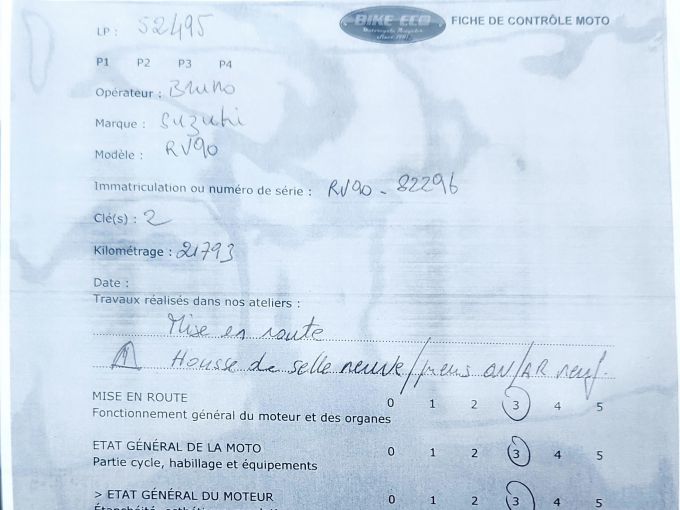 LP : 52495
BIKE ECO
Motorcycle Recycler
Since 1981
FICHE DE CONTRÔLE MOTO
P1 P2 P3 P4
Opérateur : Bruno
Marque : Suzuki
Modèle : RV90
Immatriculation ou numéro de série : RV90 - 82296
Clé(s) : 2
Kilométrage : 21793
Date :
Travaux réalisés dans nos ateliers :
Mise en route
Housse de selle neuve / pneus AV/AR neuf.
MISE EN ROUTE 0 1 2 3 4 5
Fonctionnement général du moteur et des organes
ETAT GÉNÉRAL DE LA MOTO 0 1 2 3 4 5
Partie cycle, habillage et équipements
> ETAT GÉNÉRAL DU MOTEUR 0 1 2 3 4 5